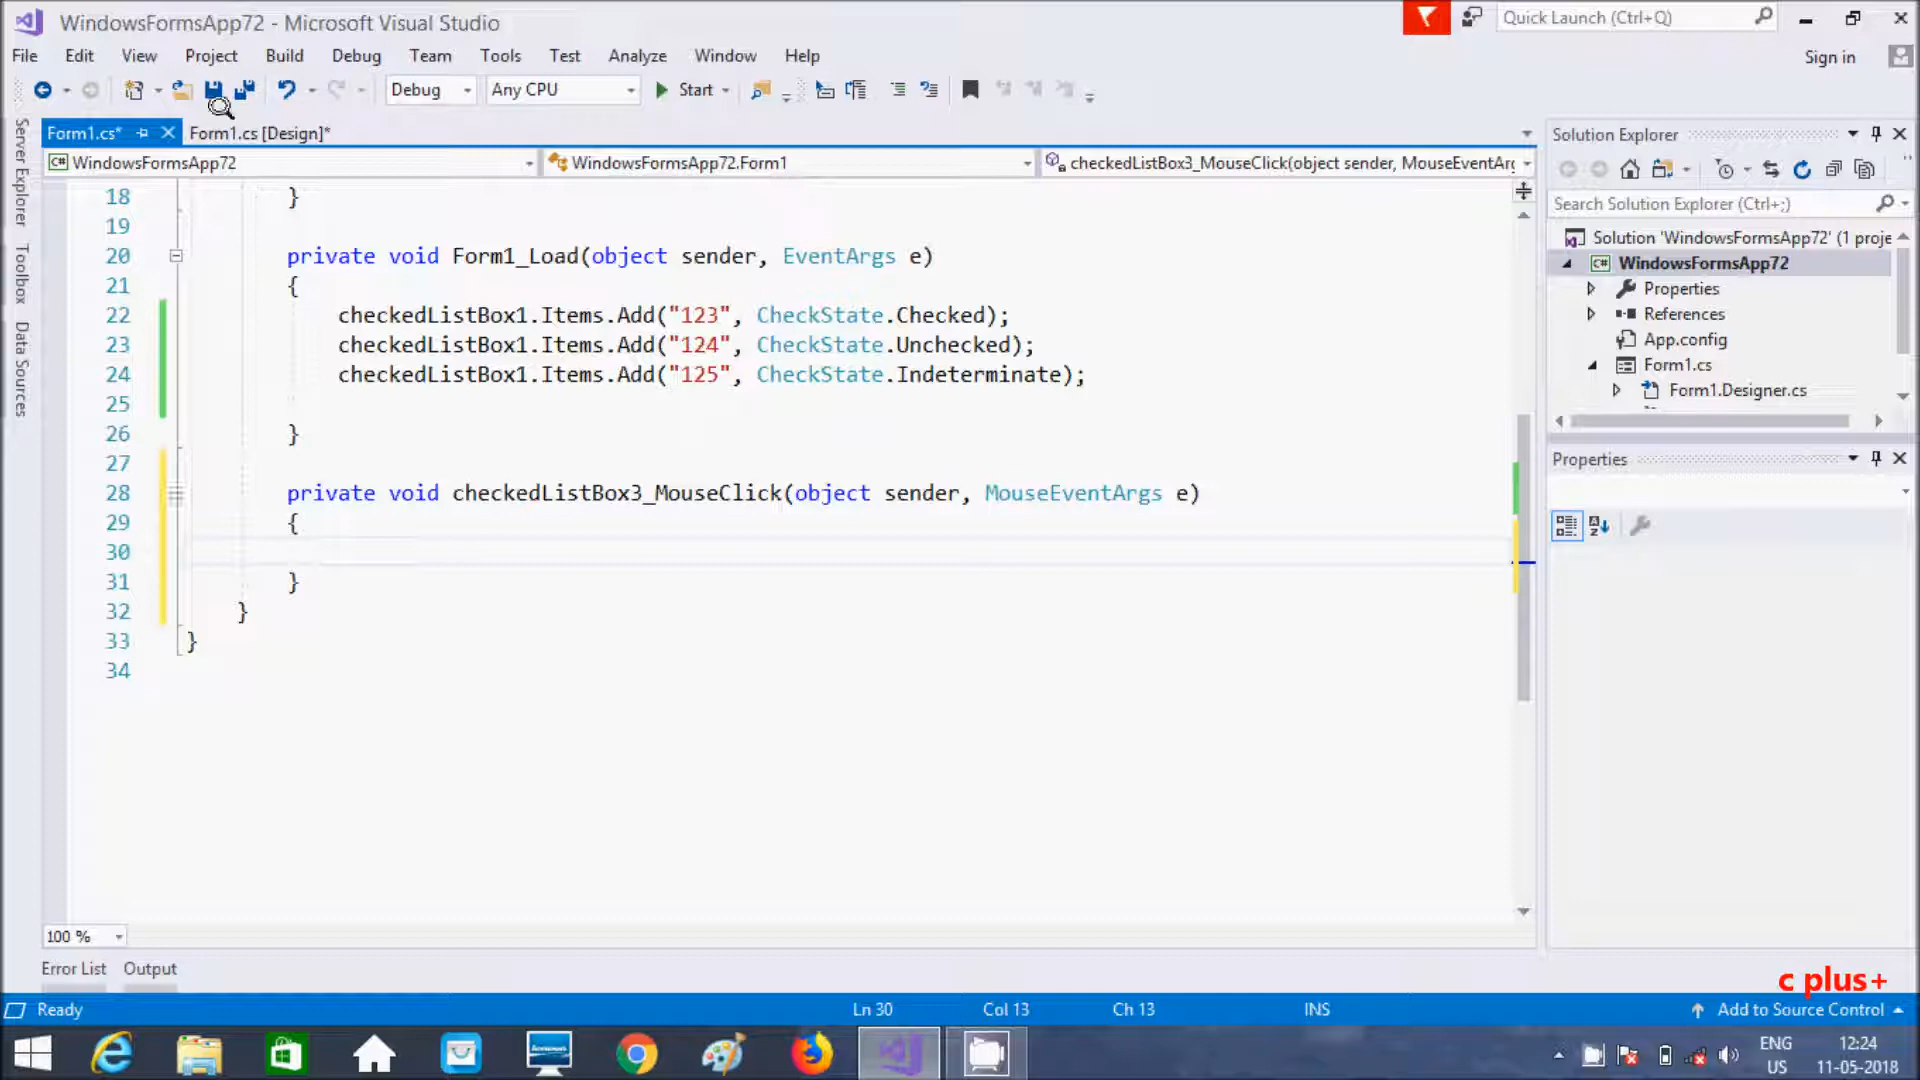 WindowsFormsApp72 - Microsoft Visual Studio
Quick Launch (Ctrl+Q)
File Edit View Project Build Debug Team Tools Test Analyze Window Help
Sign in
Debug Any CPU Start
Form1.cs* Form1.cs [Design]*
WindowsFormsApp72 WindowsFormsApp72.Form1 checkedListBox3_MouseClick(object sender, MouseEventArg
Server Explorer
Toolbox
Data Sources
18 }
19
20 private void Form1_Load(object sender, EventArgs e)
21 {
22 checkedListBox1.Items.Add("123", CheckState.Checked);
23 checkedListBox1.Items.Add("124", CheckState.Unchecked);
24 checkedListBox1.Items.Add("125", CheckState.Indeterminate);
25
26 }
27
28 private void checkedListBox3_MouseClick(object sender, MouseEventArgs e)
29 {
30
31 }
32 }
33 }
34
100 %
Error List Output
Solution Explorer
Search Solution Explorer (Ctrl+;)
Solution 'WindowsFormsApp72' (1 proje
C# WindowsFormsApp72
Properties
References
App.config
Form1.cs
Form1.Designer.cs
Properties
c plus+
Ready Ln 30 Col 13 Ch 13 INS Add to Source Control
ENG
US
12:24
11-05-2018